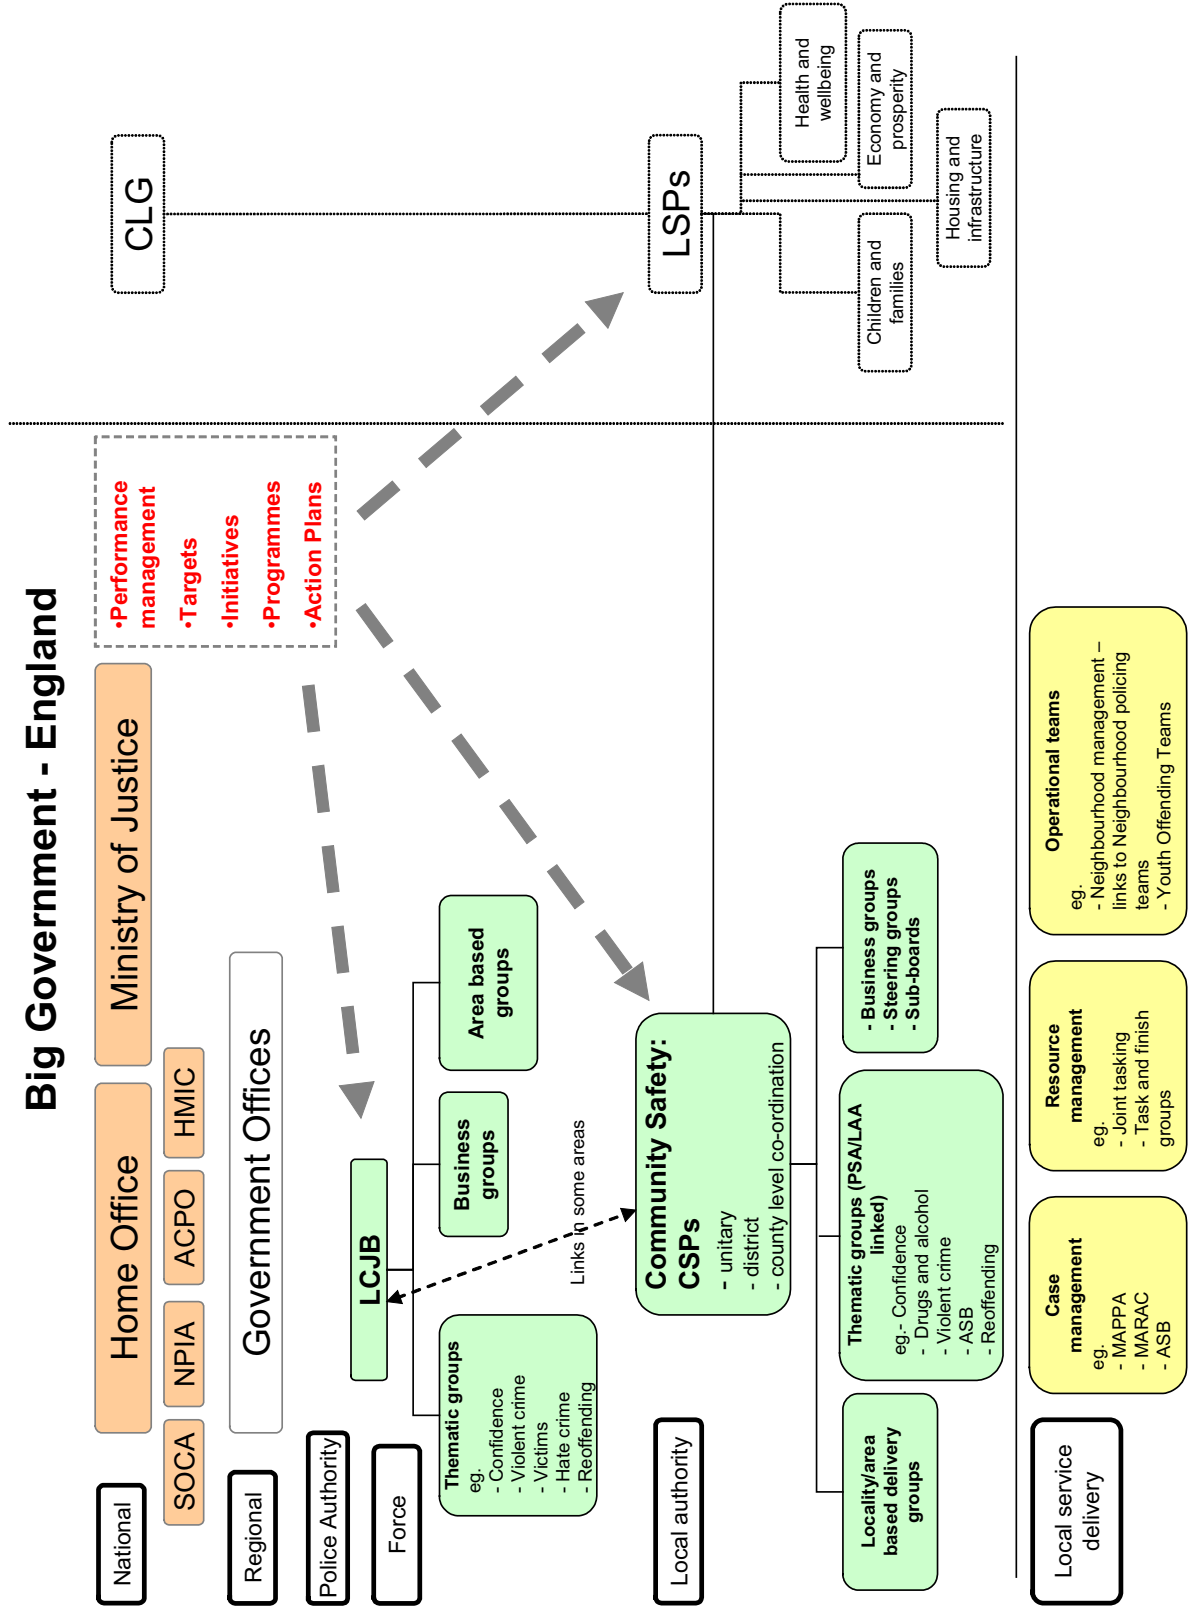 Big Government - England
National
Home Office
Ministry of Justice
CLG
SOCA
NPIA
ACPO
HMIC
•Performance
management
•Targets
•Initiatives
•Programmes
•Action Plans
Regional
Government Offices
Police Authority
Force
LCJB
Thematic groups
eg.
- Confidence
- Violent crime
- Victims
- Hate crime
- Reoffending
Business
groups
Area based
groups
Links in some areas
Local authority
Community Safety:
CSPs
- unitary
- district
- county level co-ordination
LSPs
Health and
wellbeing
Children and
families
Economy and
prosperity
Housing and
infrastructure
Locality/area
based delivery
groups
Thematic groups (PSA/LAA
linked)
eg.- Confidence
- Drugs and alcohol
- Violent crime
- ASB
- Reoffending
- Business groups
- Steering groups
- Sub-boards
Local service
delivery
Case
management
eg.
- MAPPA
- MARAC
- ASB
Resource
management
eg.
- Joint tasking
- Task and finish
groups
Operational teams
eg.
- Neighbourhood management –
links to Neighbourhood policing
teams
- Youth Offending Teams